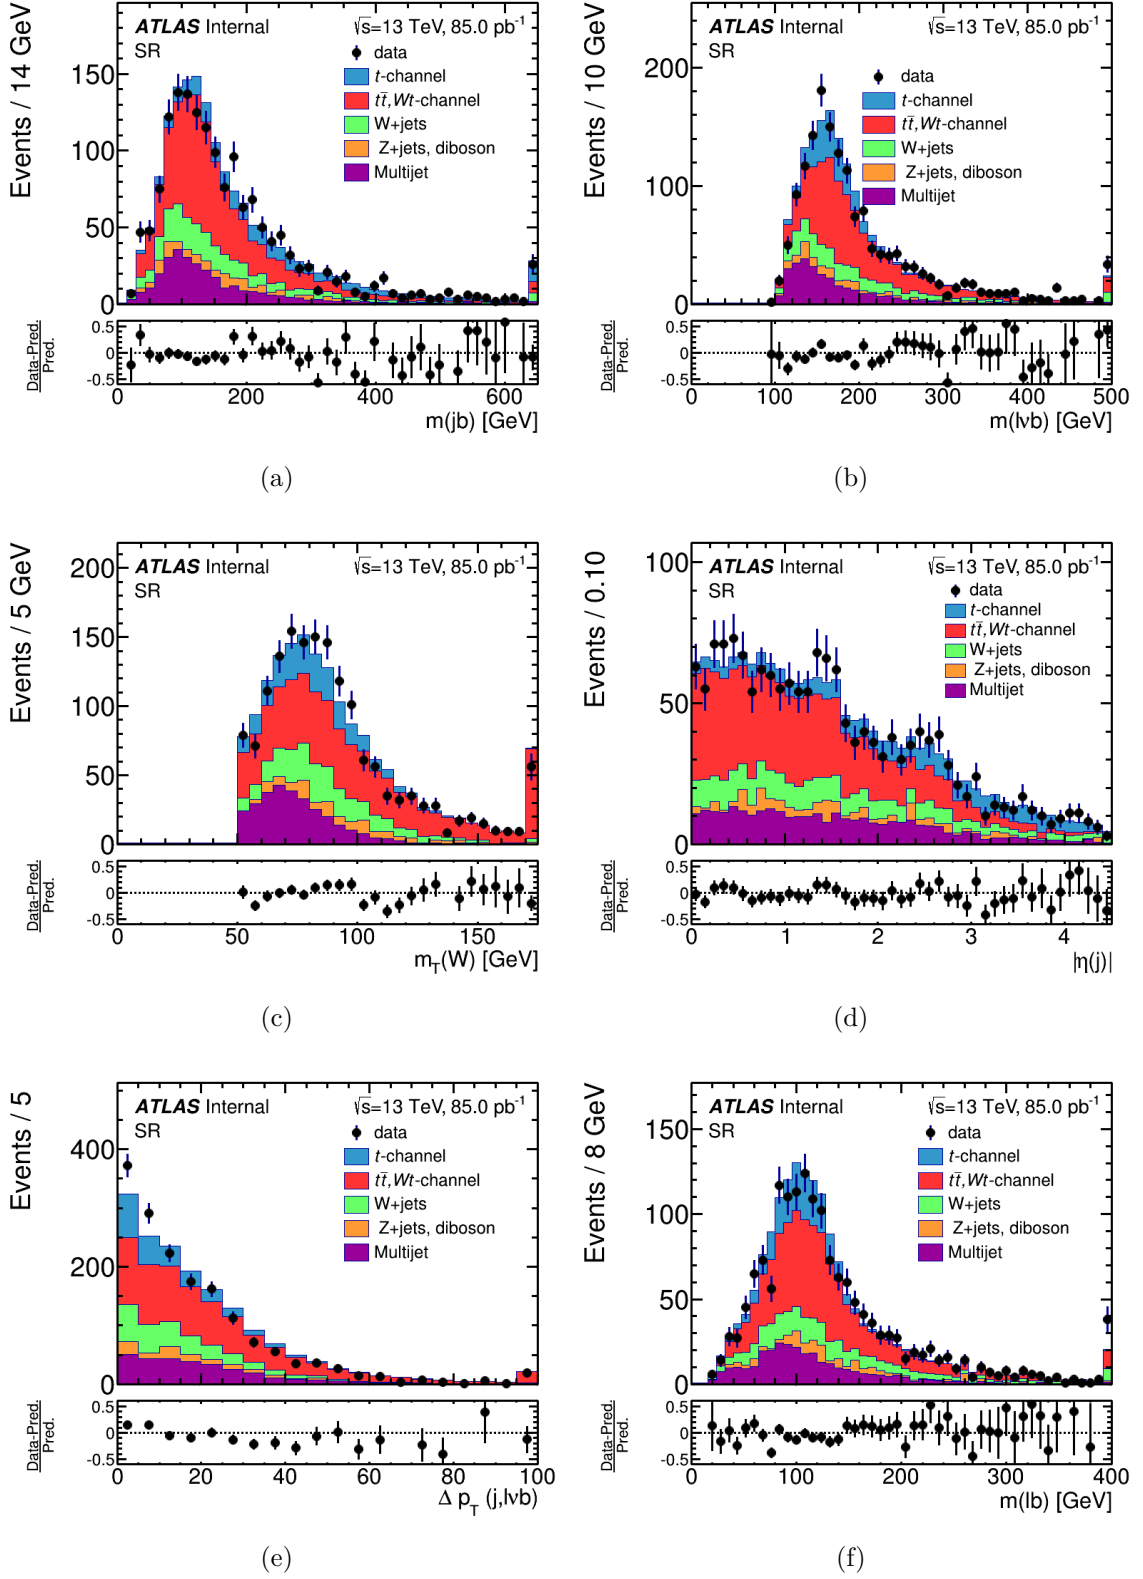 Events / 14 GeV
ATLAS Internal
√s=13 TeV, 85.0 pb⁻¹
SR
data
t-channel
tt̄,Wt-channel
W+jets
Z+jets, diboson
Multijet
150
100
50
0
Data-Pred.
Pred.
0.5
0
-0.5
0 200 400 600
m(jb) [GeV]
(a)
Events / 10 GeV
ATLAS Internal
√s=13 TeV, 85.0 pb⁻¹
SR
data
t-channel
tt̄,Wt-channel
W+jets
Z+jets, diboson
Multijet
200
100
0
Data-Pred.
Pred.
0.5
0
-0.5
0 100 200 300 400 500
m(lνb) [GeV]
(b)
Events / 5 GeV
ATLAS Internal
√s=13 TeV, 85.0 pb⁻¹
SR
data
t-channel
tt̄,Wt-channel
W+jets
Z+jets, diboson
Multijet
200
150
100
50
0
Data-Pred.
Pred.
0.5
0
-0.5
0 50 100 150
m_T(W) [GeV]
(c)
Events / 0.10
ATLAS Internal
√s=13 TeV, 85.0 pb⁻¹
SR
data
t-channel
tt̄,Wt-channel
W+jets
Z+jets, diboson
Multijet
100
50
0
Data-Pred.
Pred.
0.5
0
-0.5
0 1 2 3 4
|η(j)|
(d)
Events / 5
ATLAS Internal
√s=13 TeV, 85.0 pb⁻¹
SR
data
t-channel
tt̄,Wt-channel
W+jets
Z+jets, diboson
Multijet
400
200
0
Data-Pred.
Pred.
0.5
0
-0.5
0 20 40 60 80 100
Δ p_T (j,lνb)
(e)
Events / 8 GeV
ATLAS Internal
√s=13 TeV, 85.0 pb⁻¹
SR
data
t-channel
tt̄,Wt-channel
W+jets
Z+jets, diboson
Multijet
150
100
50
0
Data-Pred.
Pred.
0.5
0
-0.5
0 100 200 300 400
m(lb) [GeV]
(f)